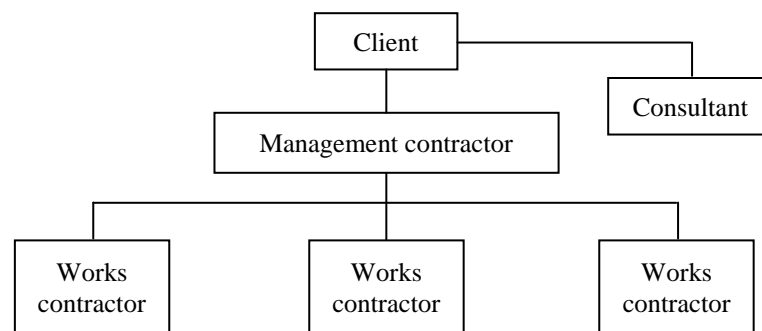 Client
Consultant
Management contractor
Works
contractor
Works
contractor
Works
contractor